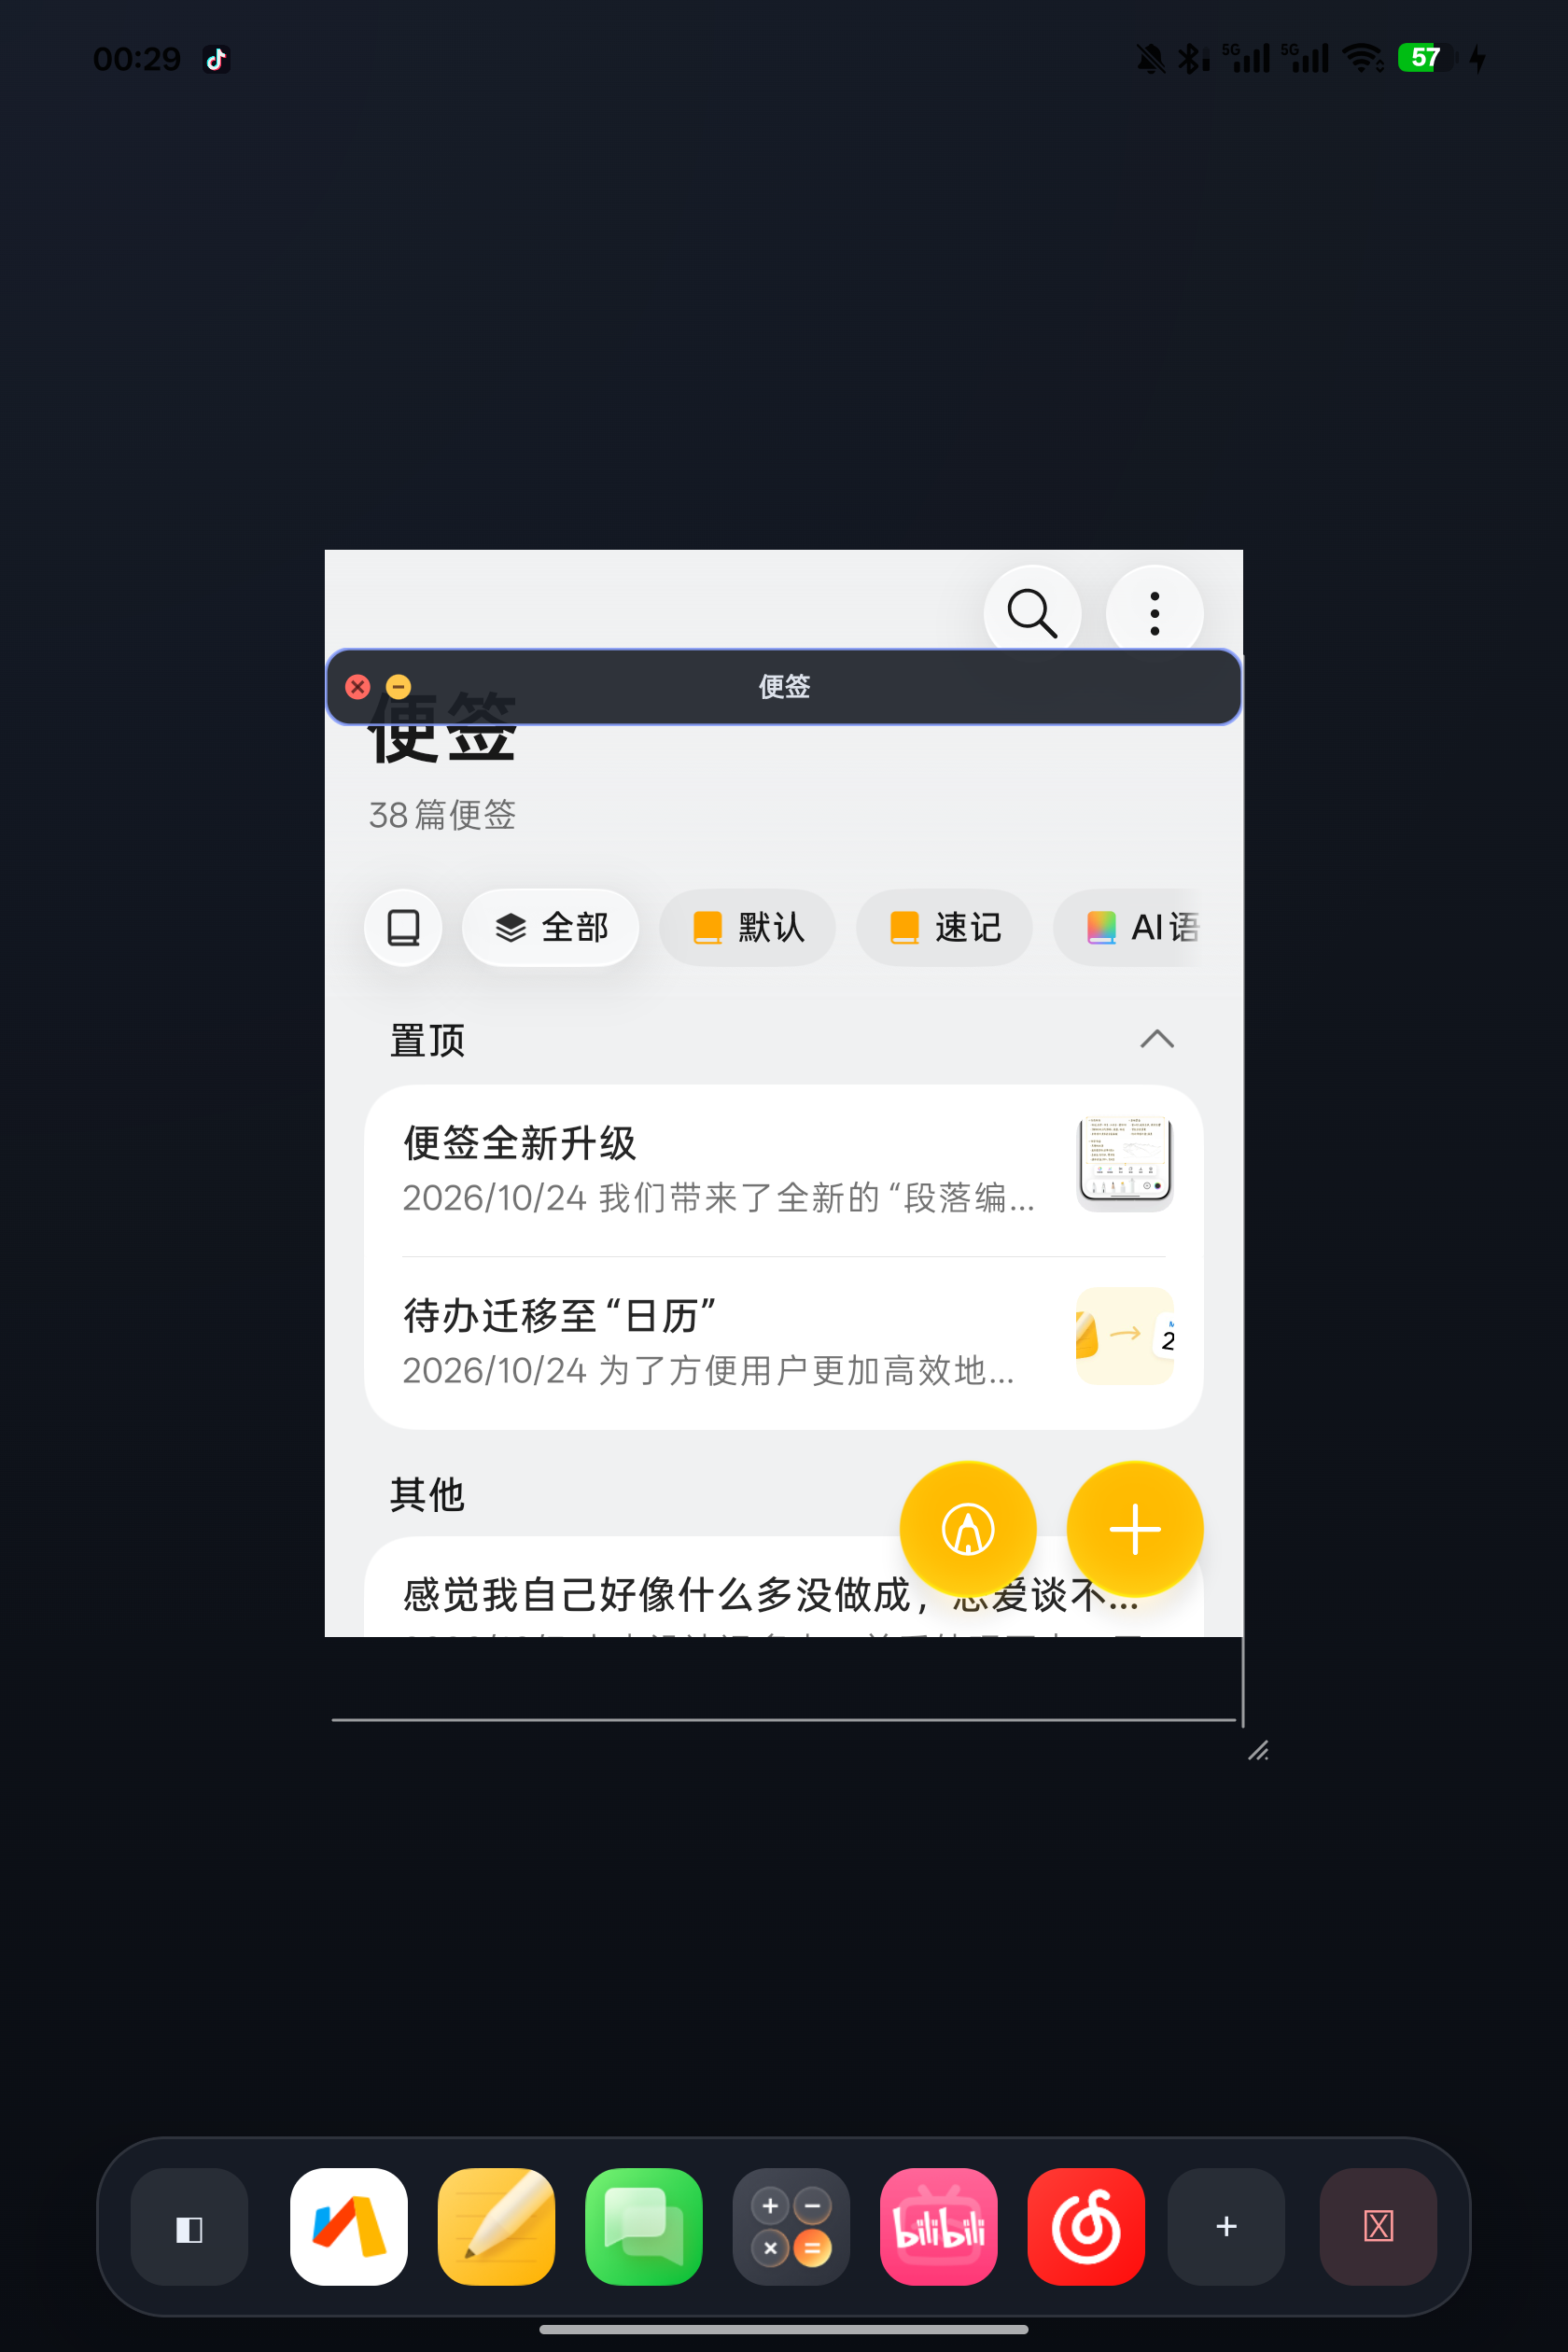 00:29
5G 5G 57
便签
便签
38 篇便签
全部 默认 速记 AI 语
置顶
便签全新升级
2026/10/24 我们带来了全新的 “段落编...
待办迁移至 “日历”
2026/10/24 为了方便用户更加高效地...
2
其他
感觉我自己好像什么多没做成，恋爱谈不...
bilibili